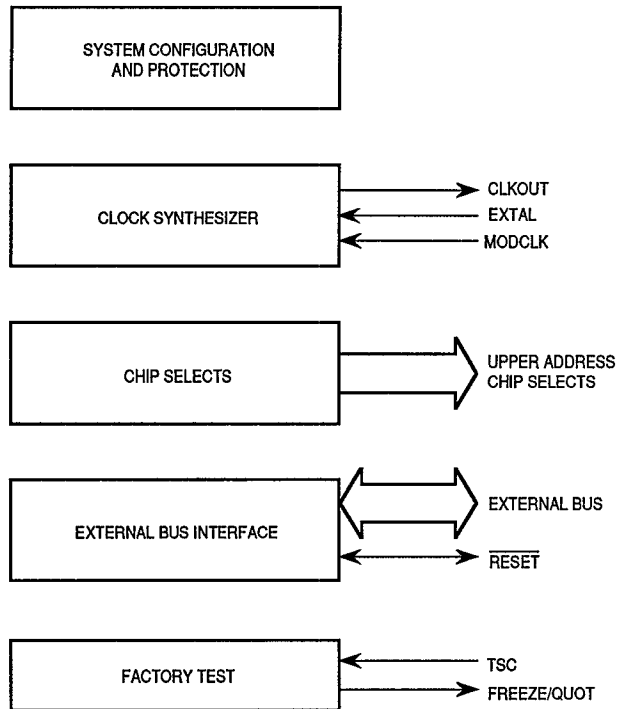 SYSTEM CONFIGURATION
AND PROTECTION
CLOCK SYNTHESIZER
CLKOUT
EXTAL
MODCLK
CHIP SELECTS
UPPER ADDRESS
CHIP SELECTS
EXTERNAL BUS INTERFACE
EXTERNAL BUS
RESET
FACTORY TEST
TSC
FREEZE/QUOT